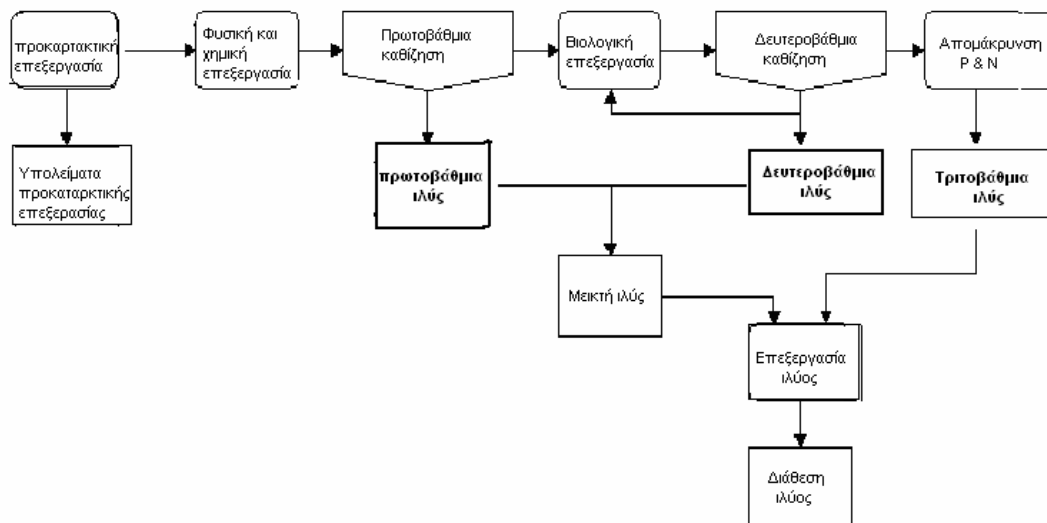 προκαρτακτική
επεξεργασία
Φυσική και
χημική
επεξεργασία
Πρωτοβάθμια
καθίζηση
Βιολογική
επεξεργασία
Δευτεροβάθμια
καθίζηση
Απομάκρυνση
P & N
Υπολείματα
προκαταρκτικής
επεξερασίας
πρωτοβάθμια
ιλύς
Δευτεροβάθμια
ιλύς
Τριτοβάθμια
ιλύς
Μεικτή ιλύς
Επεξεργασία
ιλύος
Διάθεση
ιλύος